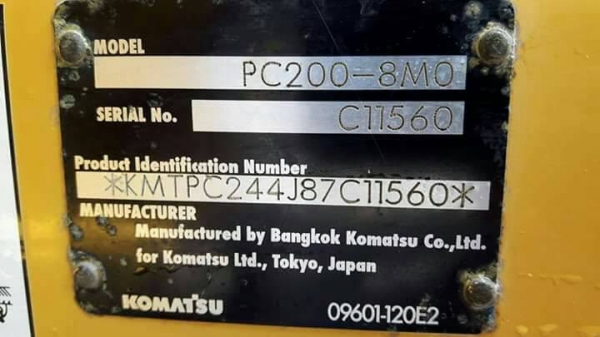 MODEL
PC200-8M0
SERIAL No.
C11560
Product Identification Number
*KMTPC244J87C11560*
MANUFACTURER
Manufactured by Bangkok Komatsu Co.,Ltd.
for Komatsu Ltd., Tokyo, Japan
KOMATSU
09601-120E2